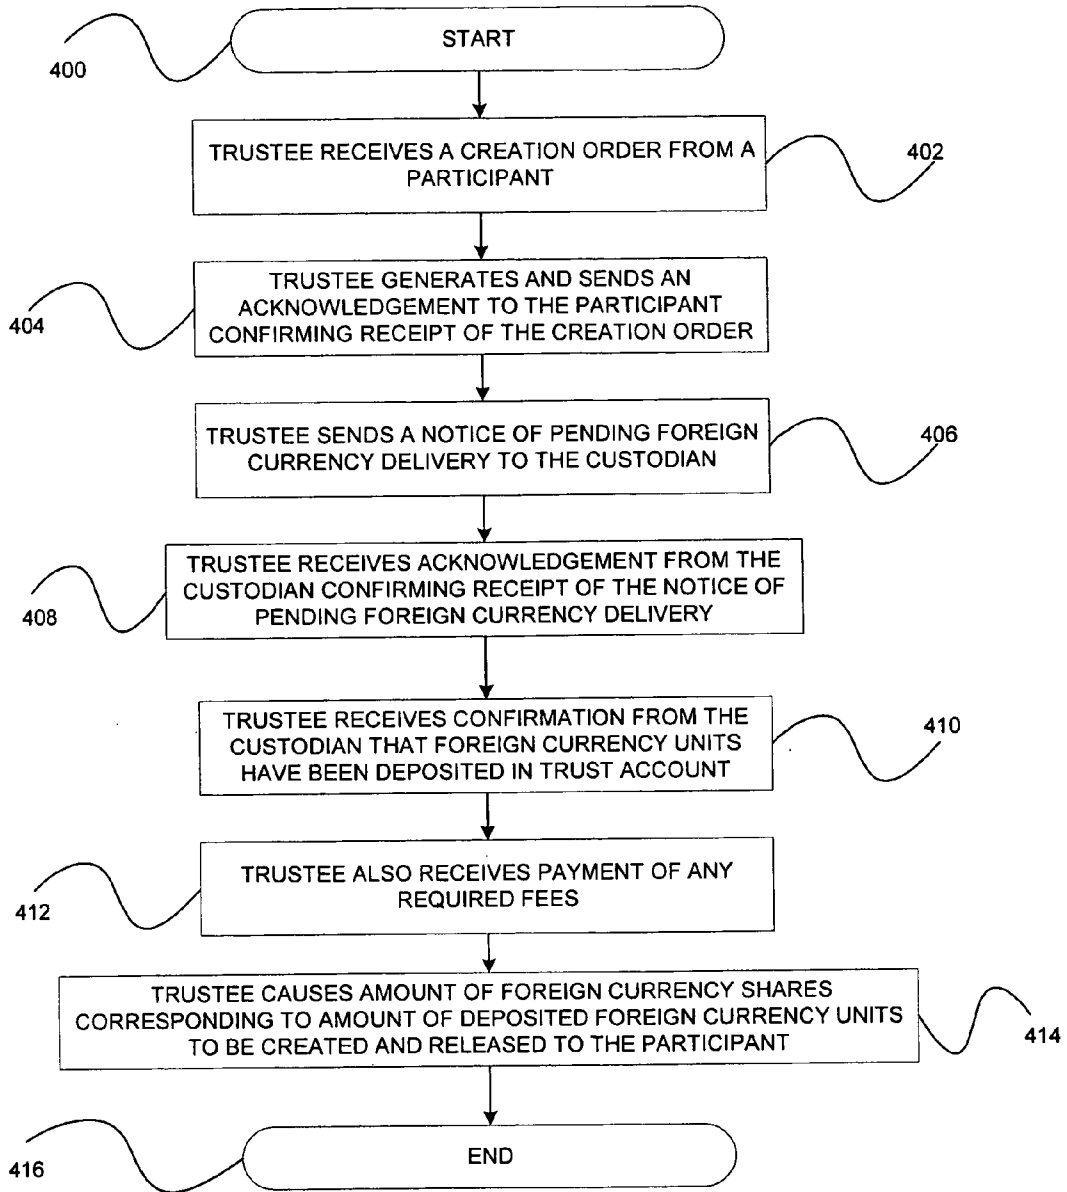 START
400
TRUSTEE RECEIVES A CREATION ORDER FROM A
PARTICIPANT
402
TRUSTEE GENERATES AND SENDS AN
ACKNOWLEDGEMENT TO THE PARTICIPANT
CONFIRMING RECEIPT OF THE CREATION ORDER
404
TRUSTEE SENDS A NOTICE OF PENDING FOREIGN
CURRENCY DELIVERY TO THE CUSTODIAN
406
TRUSTEE RECEIVES ACKNOWLEDGEMENT FROM THE
CUSTODIAN CONFIRMING RECEIPT OF THE NOTICE OF
PENDING FOREIGN CURRENCY DELIVERY
408
TRUSTEE RECEIVES CONFIRMATION FROM THE
CUSTODIAN THAT FOREIGN CURRENCY UNITS
HAVE BEEN DEPOSITED IN TRUST ACCOUNT
410
TRUSTEE ALSO RECEIVES PAYMENT OF ANY
REQUIRED FEES
412
TRUSTEE CAUSES AMOUNT OF FOREIGN CURRENCY SHARES
CORRESPONDING TO AMOUNT OF DEPOSITED FOREIGN CURRENCY UNITS
TO BE CREATED AND RELEASED TO THE PARTICIPANT
414
END
416